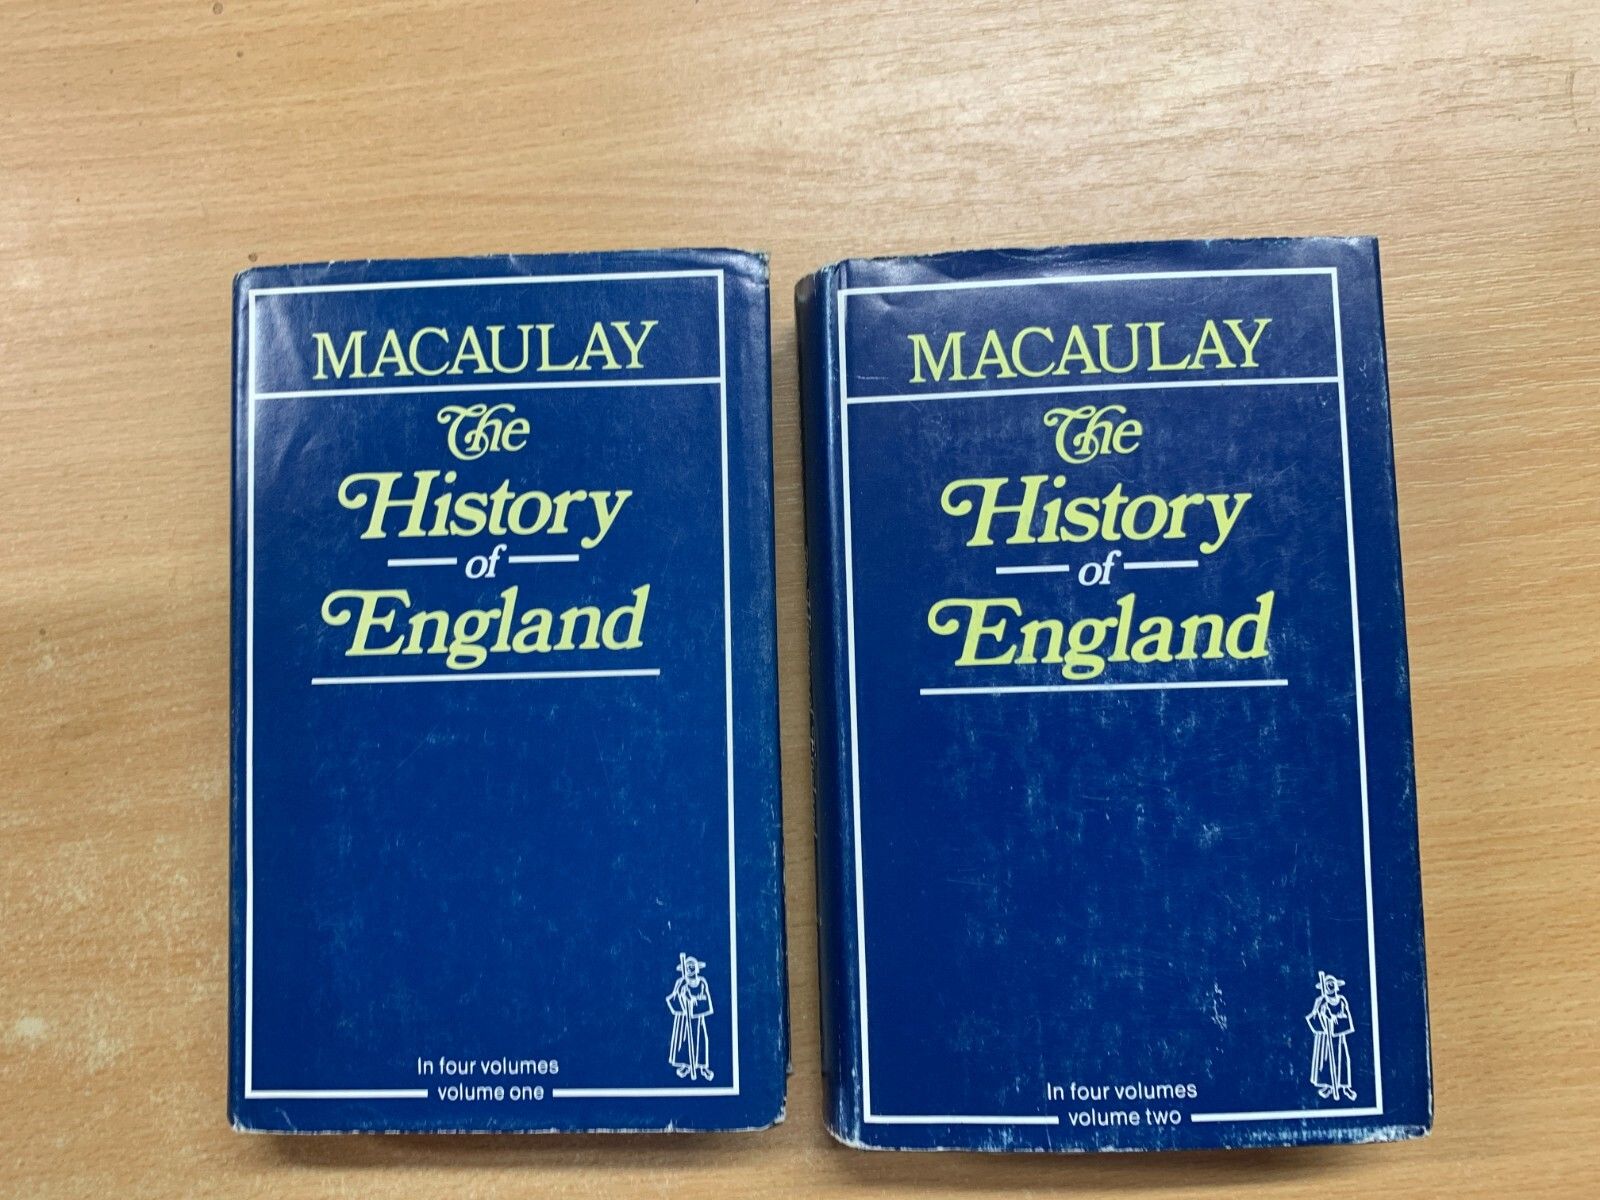 MACAULAY
The
History
of
England
In four volumes
volume one
MACAULAY
The
History
of
England
In four volumes
volume two